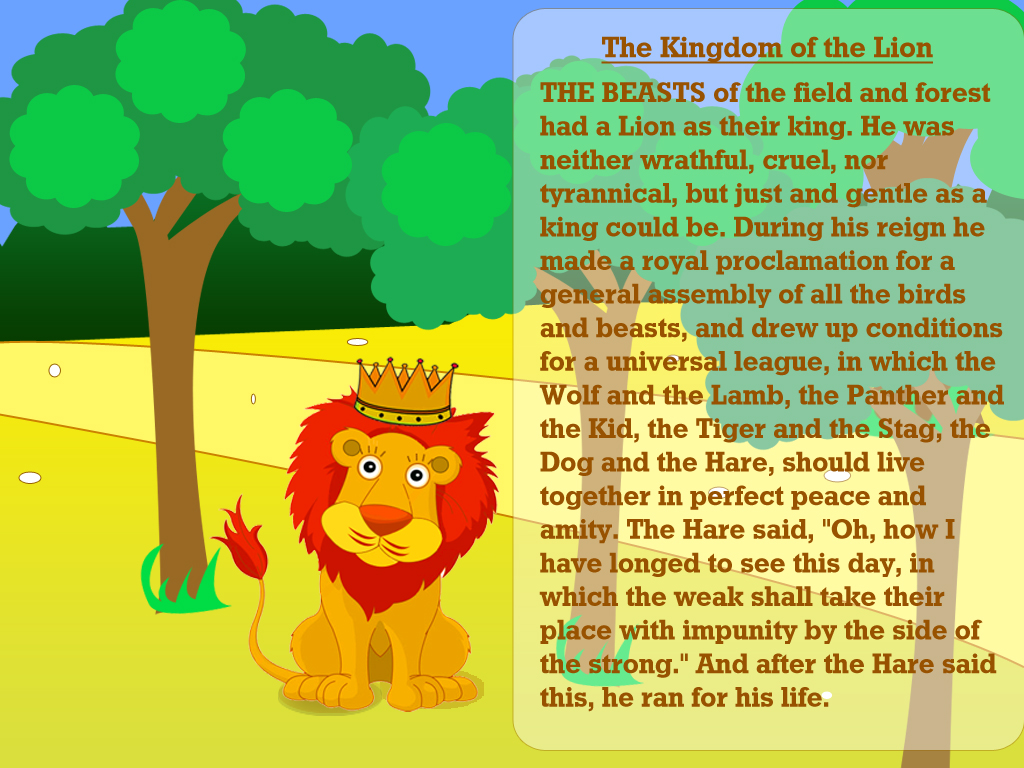 The Kingdom of the Lion
THE BEASTS of the field and forest
had a Lion as their king. He was
neither wrathful, cruel, nor
tyrannical, but just and gentle as a
king could be. During his reign he
made a royal proclamation for a
general assembly of all the birds
and beasts, and drew up conditions
for a universal league, in which the
Wolf and the Lamb, the Panther and
the Kid, the Tiger and the Stag, the
Dog and the Hare, should live
together in perfect peace and
amity. The Hare said, "Oh, how I
have longed to see this day, in
which the weak shall take their
place with impunity by the side of
the strong." And after the Hare said
this, he ran for his life.